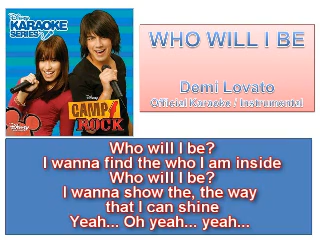 Disney
KARAOKE
SERIES
CAMP
ROCK
Disney
WHO WILL I BE
Demi Lovato
Official Karaoke / Instrumental
Who will I be?
I wanna find the who I am inside
Who will I be?
I wanna show the, the way
that I can shine
Yeah... Oh yeah... yeah...